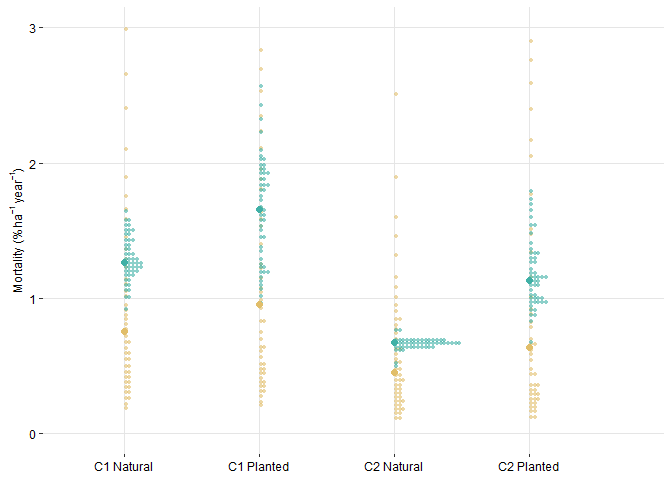 Mortality (% ha⁻¹ year⁻¹)
3
2
1
0
C1 Natural
C1 Planted
C2 Natural
C2 Planted